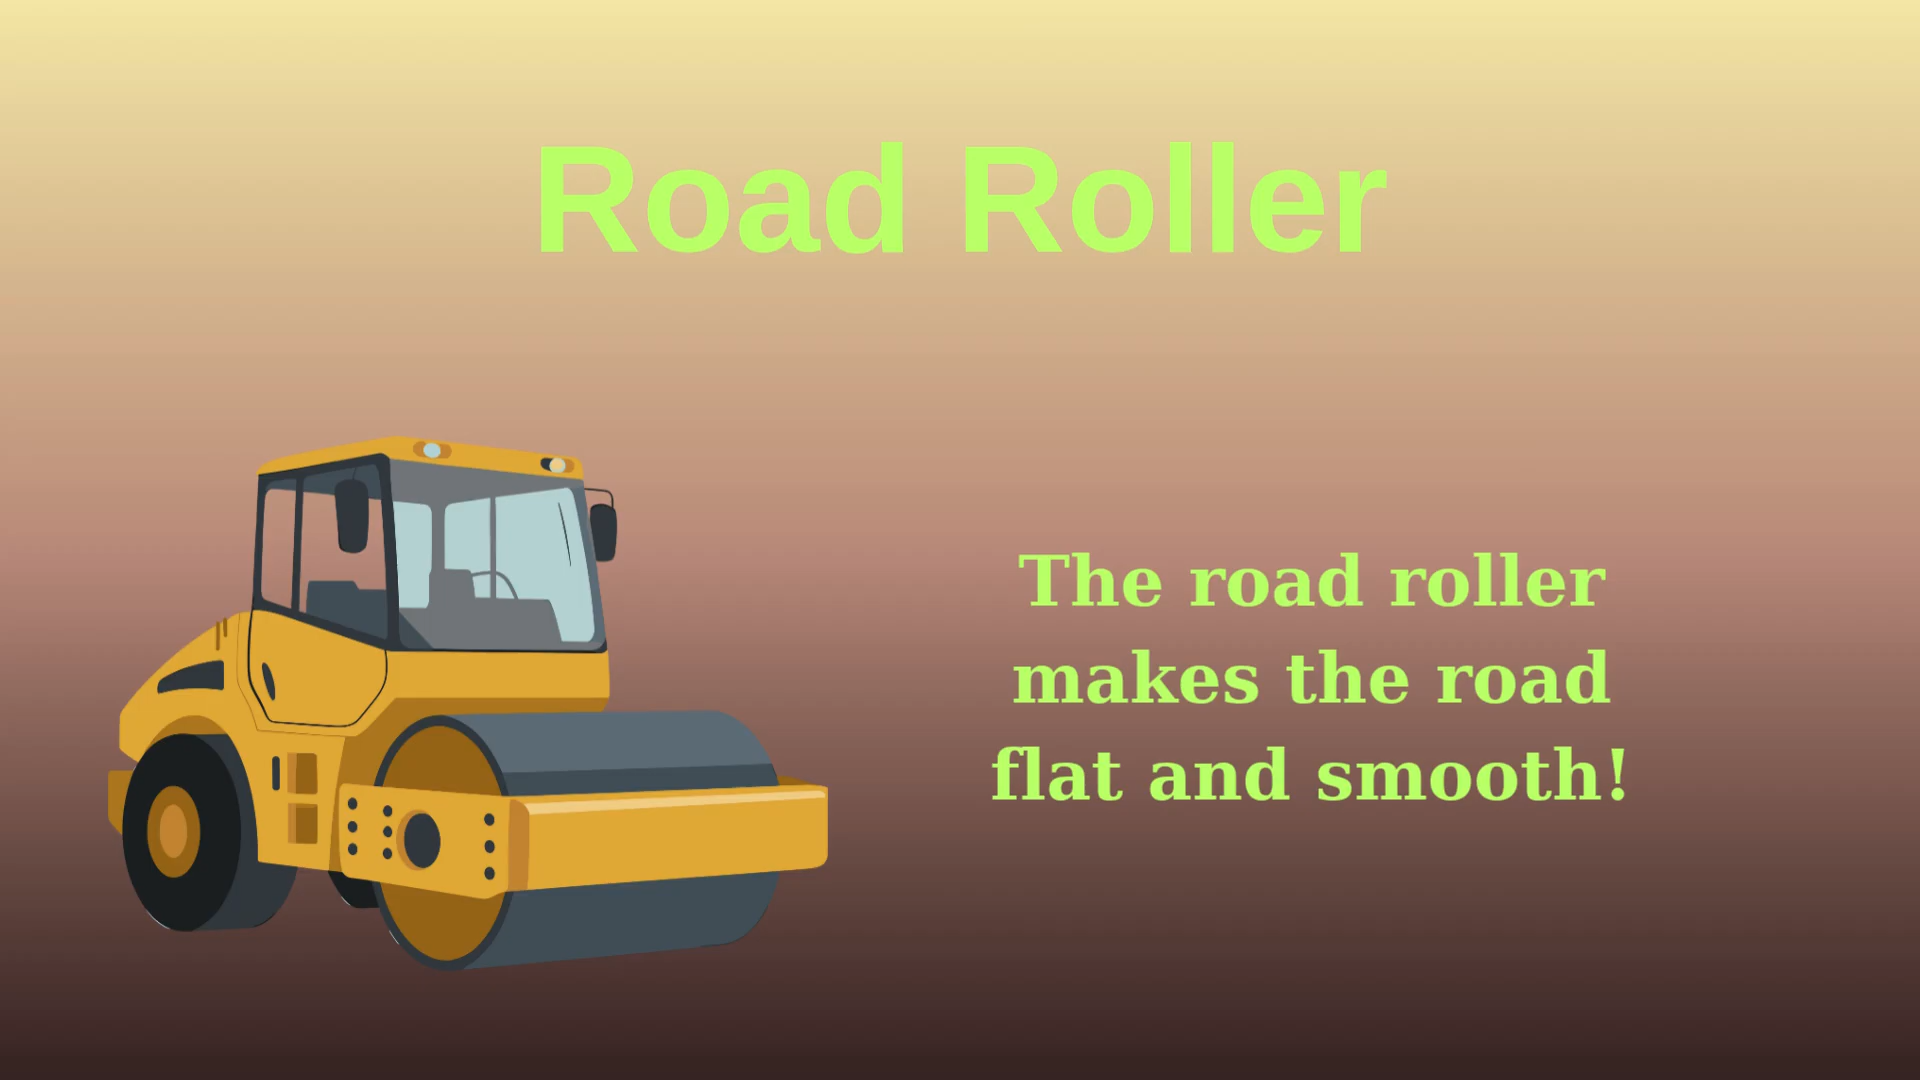 Road Roller
The road roller
makes the road
flat and smooth!